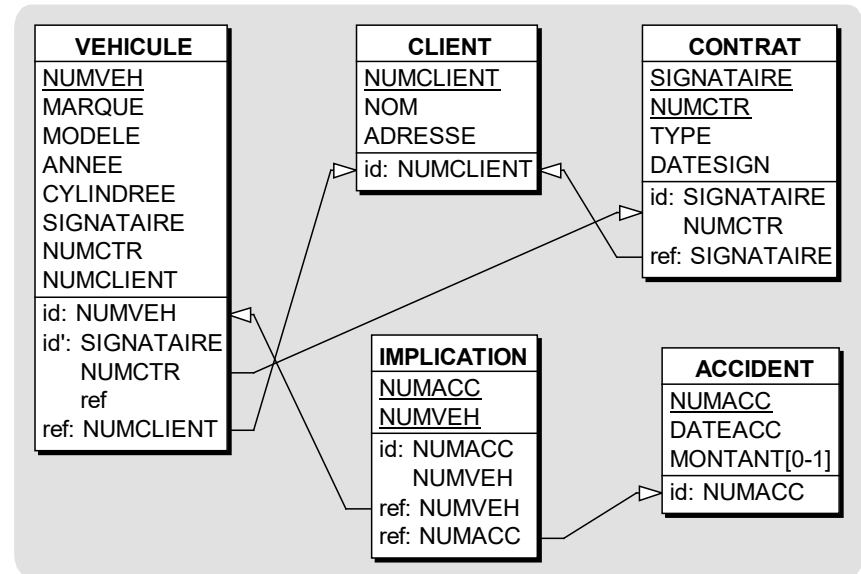 VEHICULE
NUMVEH
MARQUE
MODELE
ANNEE
CYLINDREE
SIGNATAIRE
NUMCTR
NUMCLIENT
id: NUMVEH
id': SIGNATAIRE
NUMCTR
ref
ref: NUMCLIENT
CLIENT
NUMCLIENT
NOM
ADRESSE
id: NUMCLIENT
CONTRAT
SIGNATAIRE
NUMCTR
TYPE
DATESIGN
id: SIGNATAIRE
NUMCTR
ref: SIGNATAIRE
IMPLICATION
NUMACC
NUMVEH
id: NUMACC
NUMVEH
ref: NUMVEH
ref: NUMACC
ACCIDENT
NUMACC
DATEACC
MONTANT[0-1]
id: NUMACC